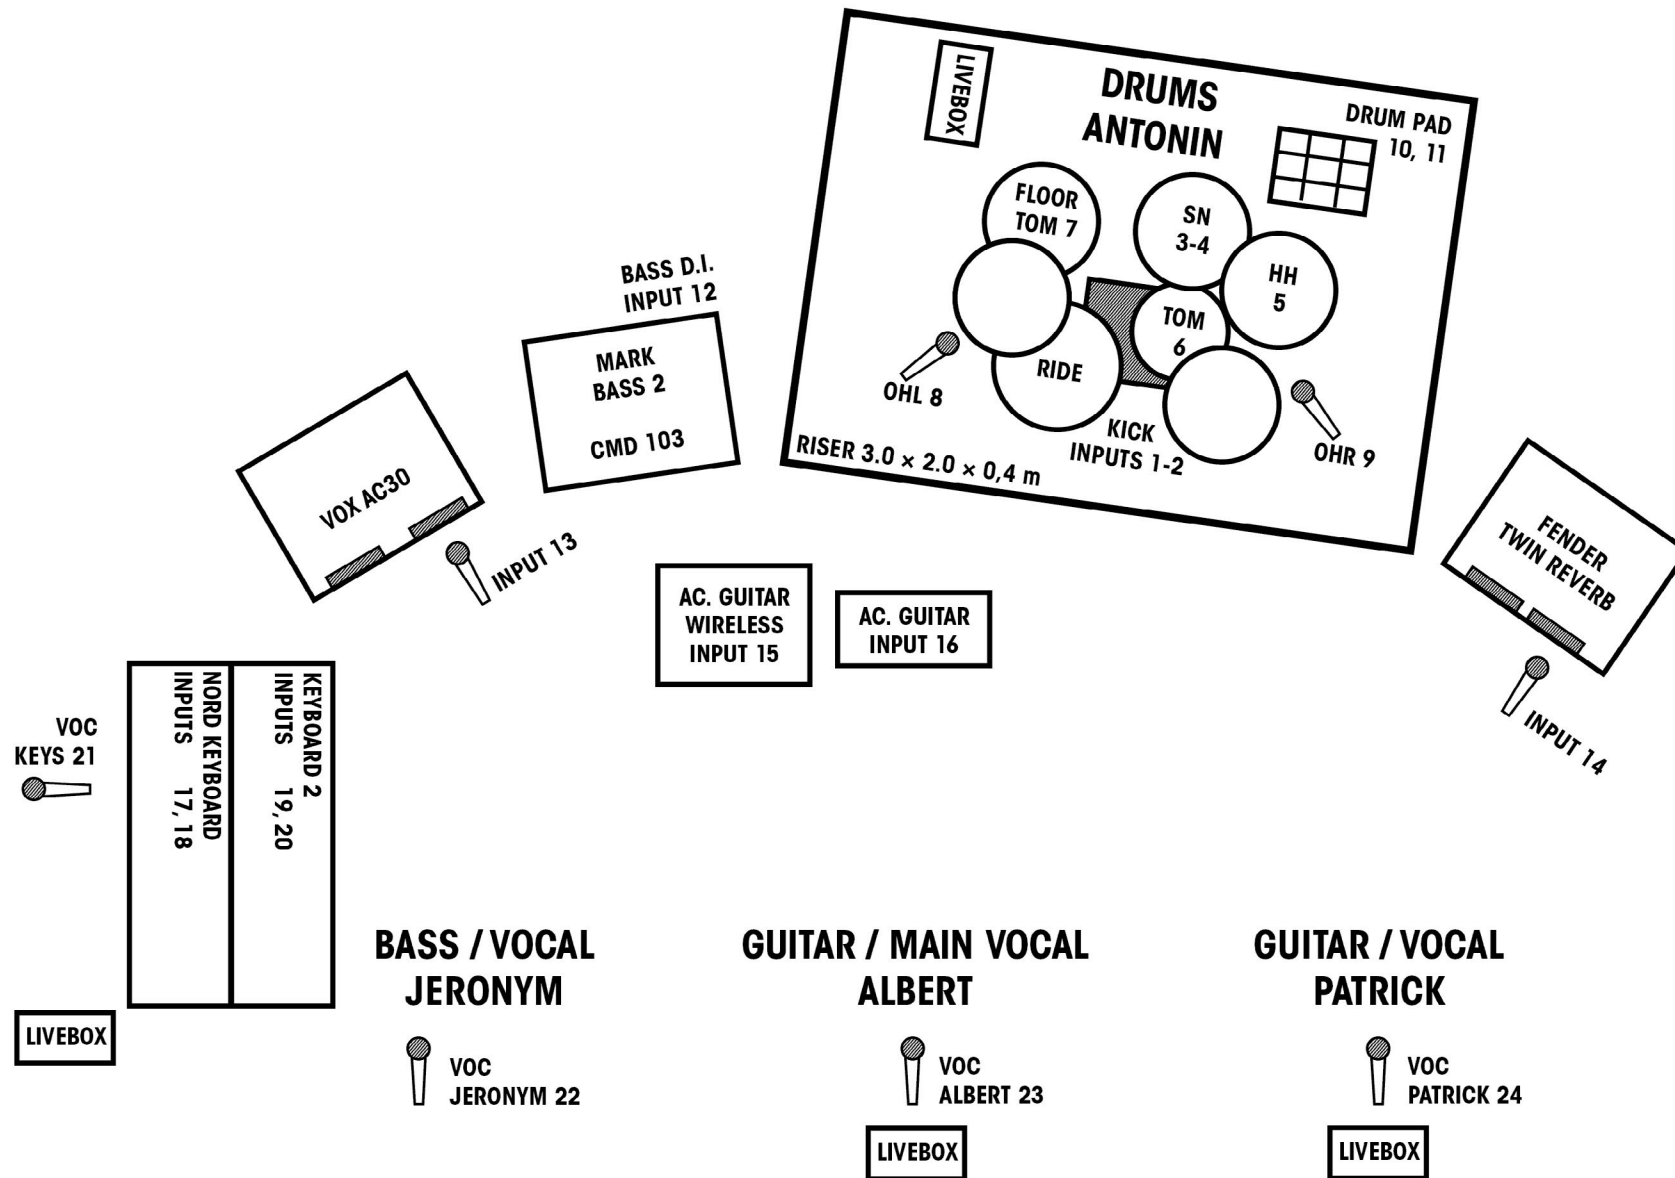 LIVEBOX
DRUMS
ANTONIN
DRUM PAD
10, 11
FLOOR
TOM 7
SN
3-4
HH
5
TOM
6
RIDE
OHL 8
KICK
INPUTS 1-2
OHR 9
RISER 3.0 × 2.0 × 0,4 m
BASS D.I.
INPUT 12
MARK
BASS 2
CMD 103
VOX AC30
INPUT 13
AC. GUITAR
WIRELESS
INPUT 15
AC. GUITAR
INPUT 16
FENDER
TWIN REVERB
INPUT 14
VOC
KEYS 21
KEYBOARD 2
INPUTS 19, 20
NORD KEYBOARD
INPUTS 17, 18
LIVEBOX
BASS / VOCAL
JERONYM
VOC
JERONYM 22
GUITAR / MAIN VOCAL
ALBERT
VOC
ALBERT 23
LIVEBOX
GUITAR / VOCAL
PATRICK
VOC
PATRICK 24
LIVEBOX